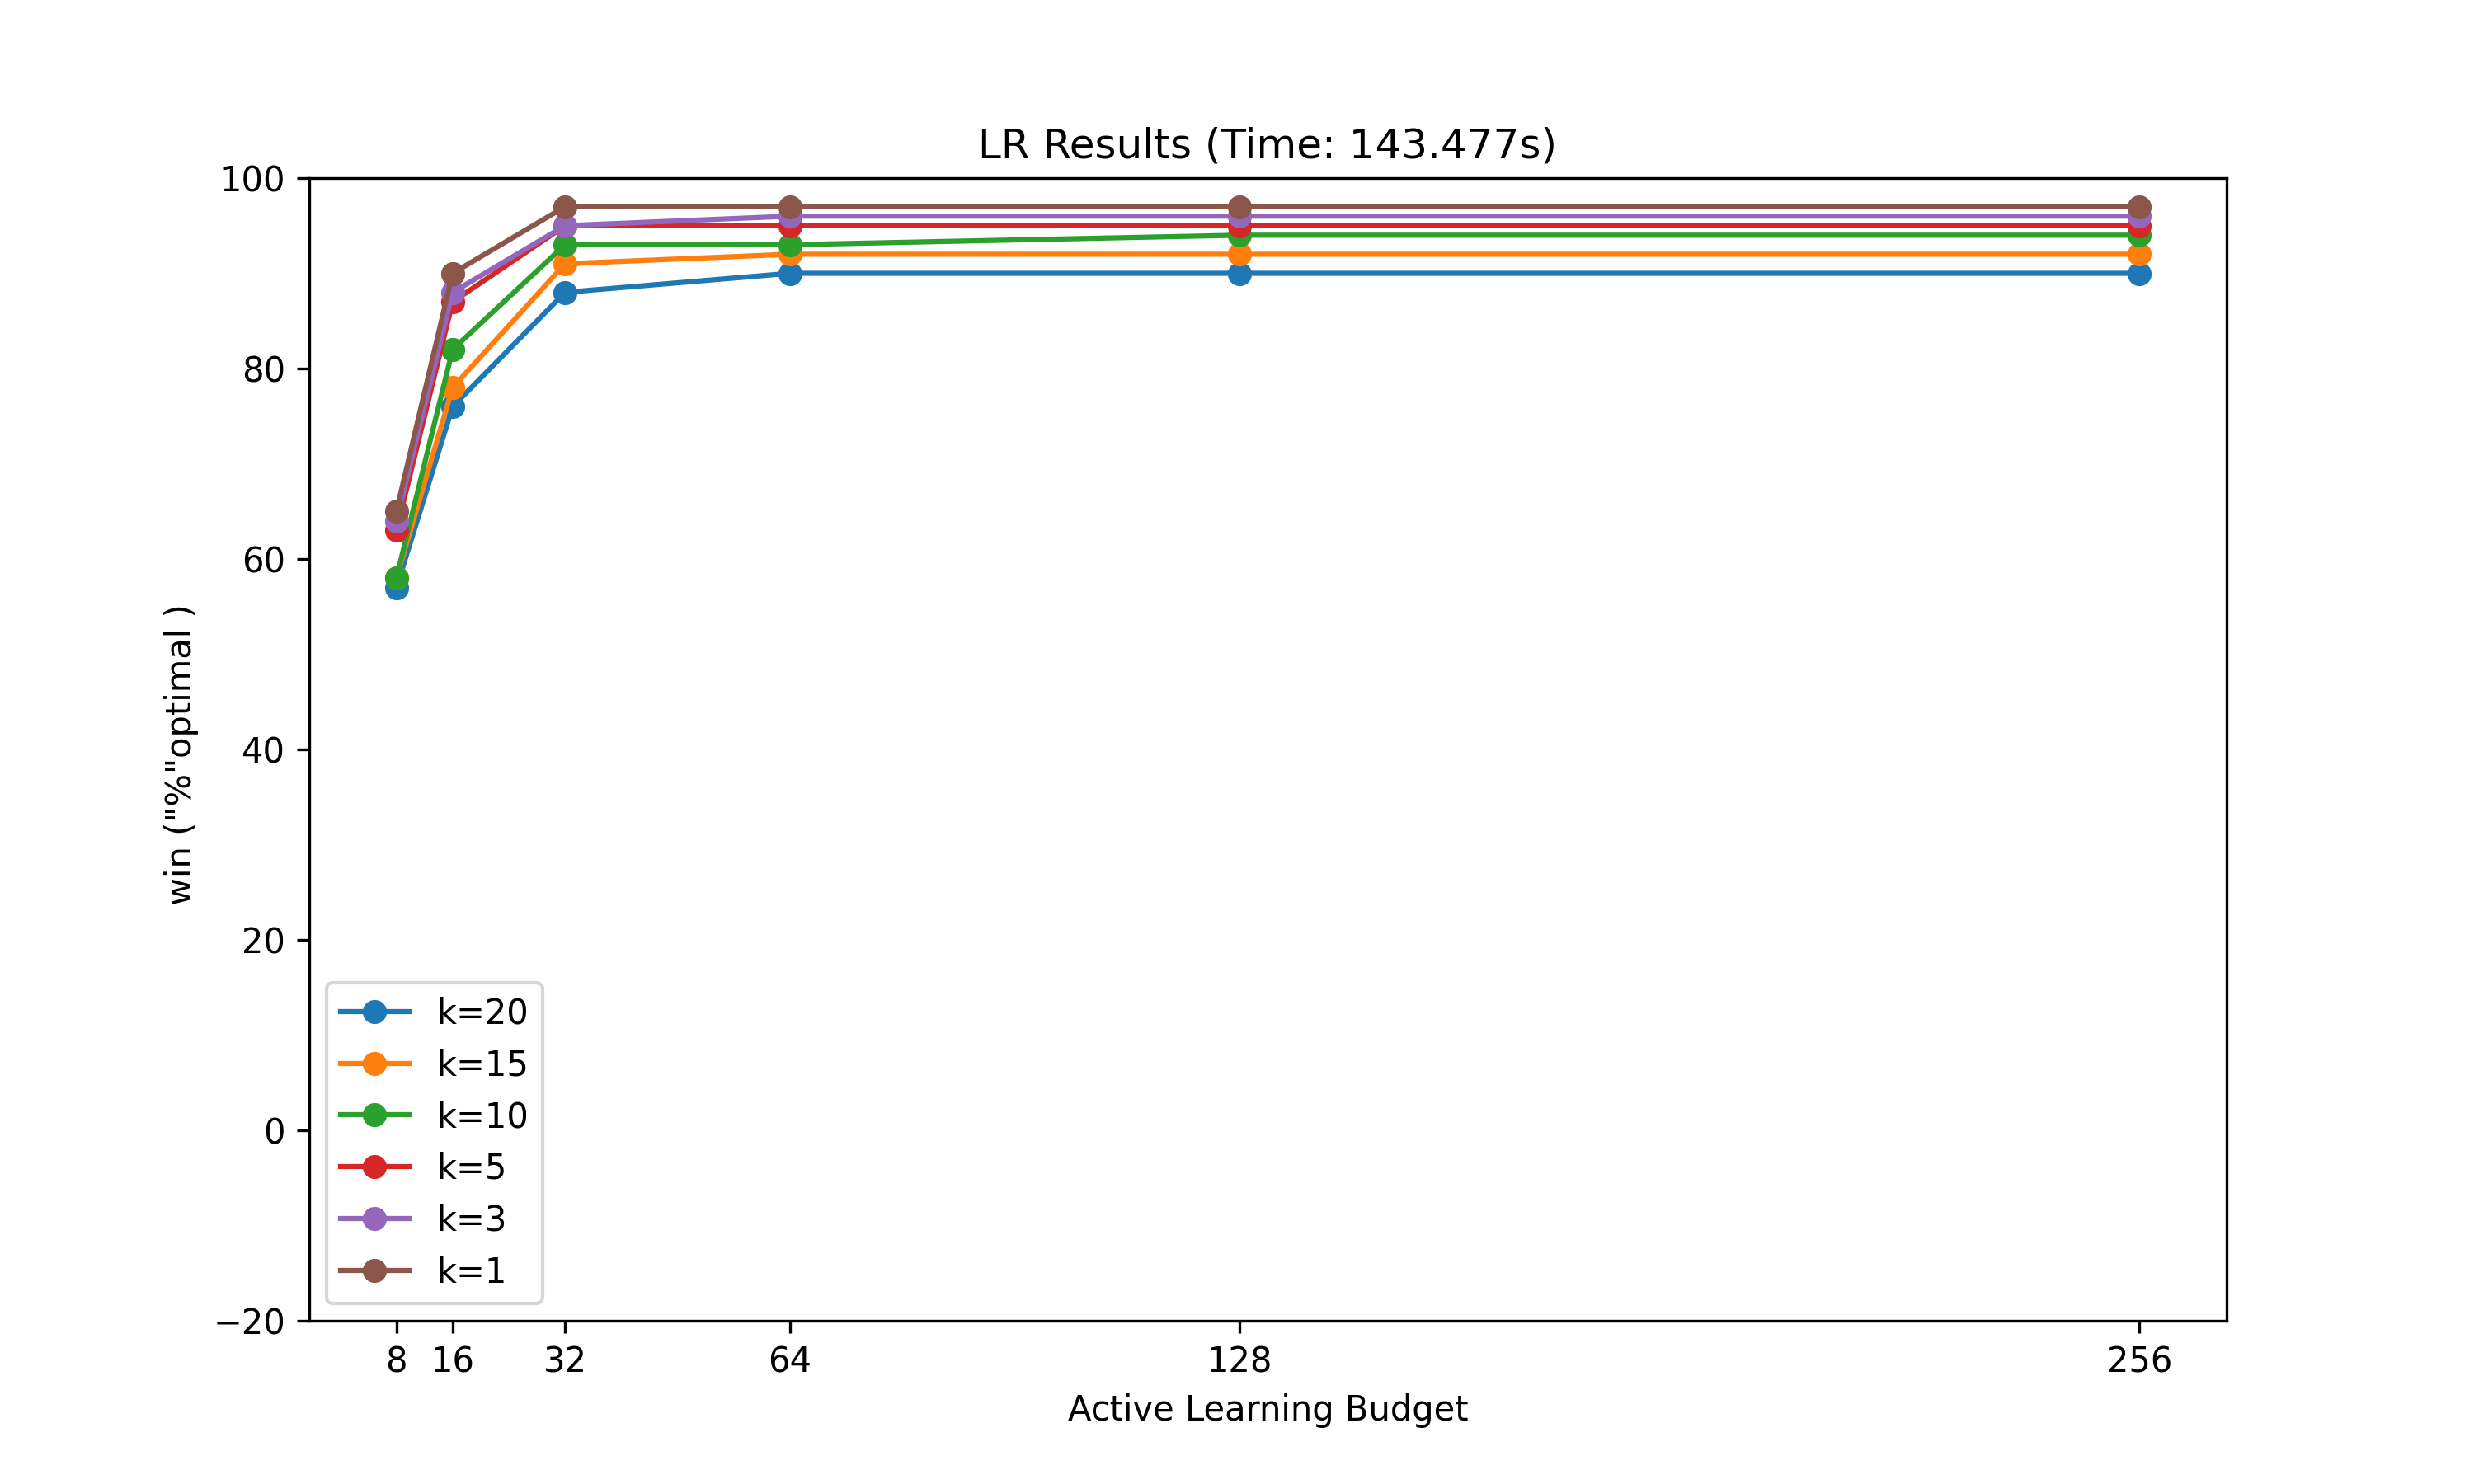 LR Results (Time: 143.477s)
100
80
60
40
20
0
−20
win ("%"optimal )
k=20
k=15
k=10
k=5
k=3
k=1
8 16 32 64 128 256
Active Learning Budget